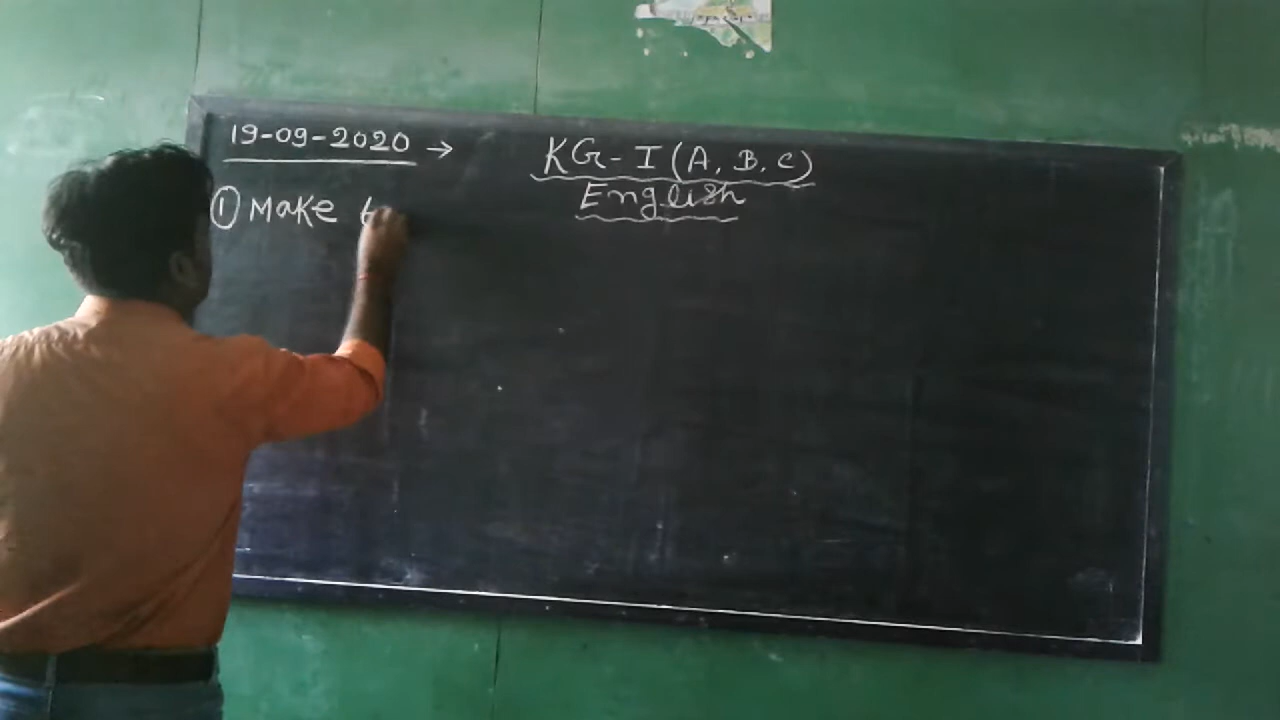 19-09-2020 → KG-I (A, B, C)
English
① Make